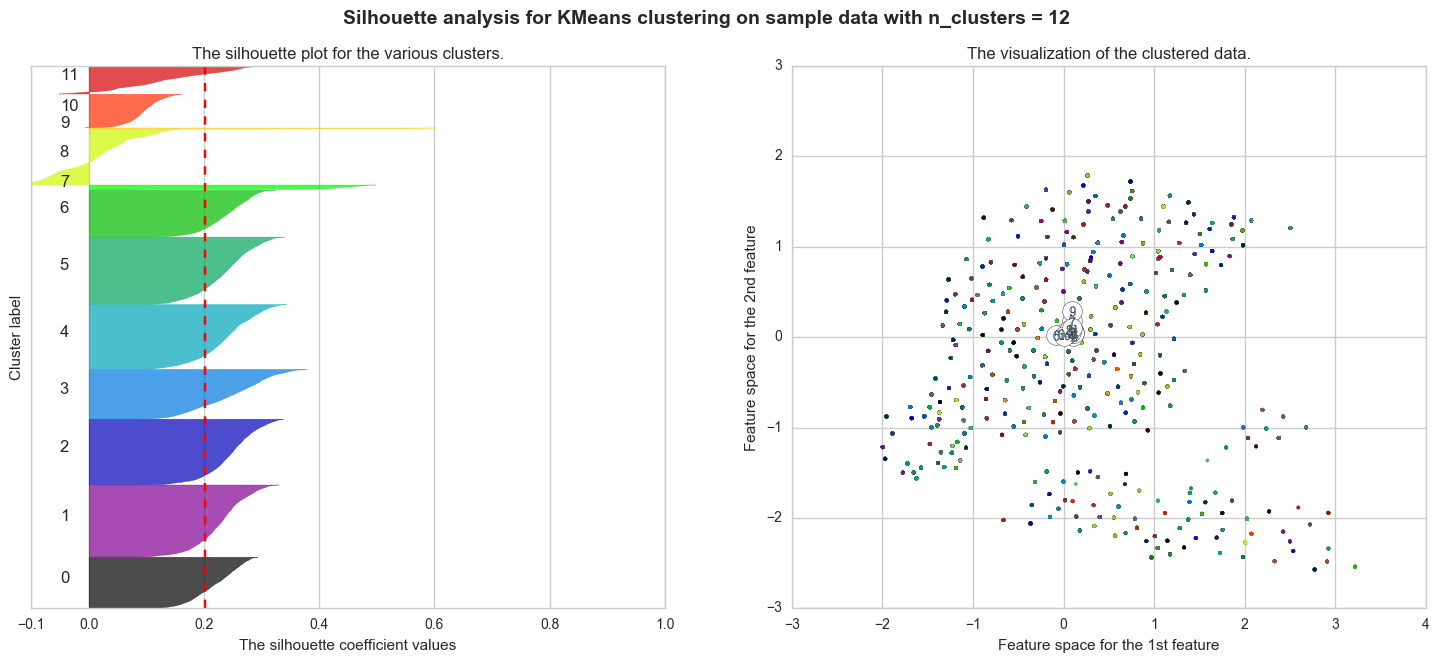 Silhouette analysis for KMeans clustering on sample data with n_clusters = 12
The silhouette plot for the various clusters.
11
10
9
8
7
6
5
4
3
2
1
0
Cluster label
−0.1 0.0 0.2 0.4 0.6 0.8 1.0
The silhouette coefficient values
The visualization of the clustered data.
3
2
1
0
−1
−2
−3
Feature space for the 2nd feature
9
−3 −2 −1 0 1 2 3 4
Feature space for the 1st feature